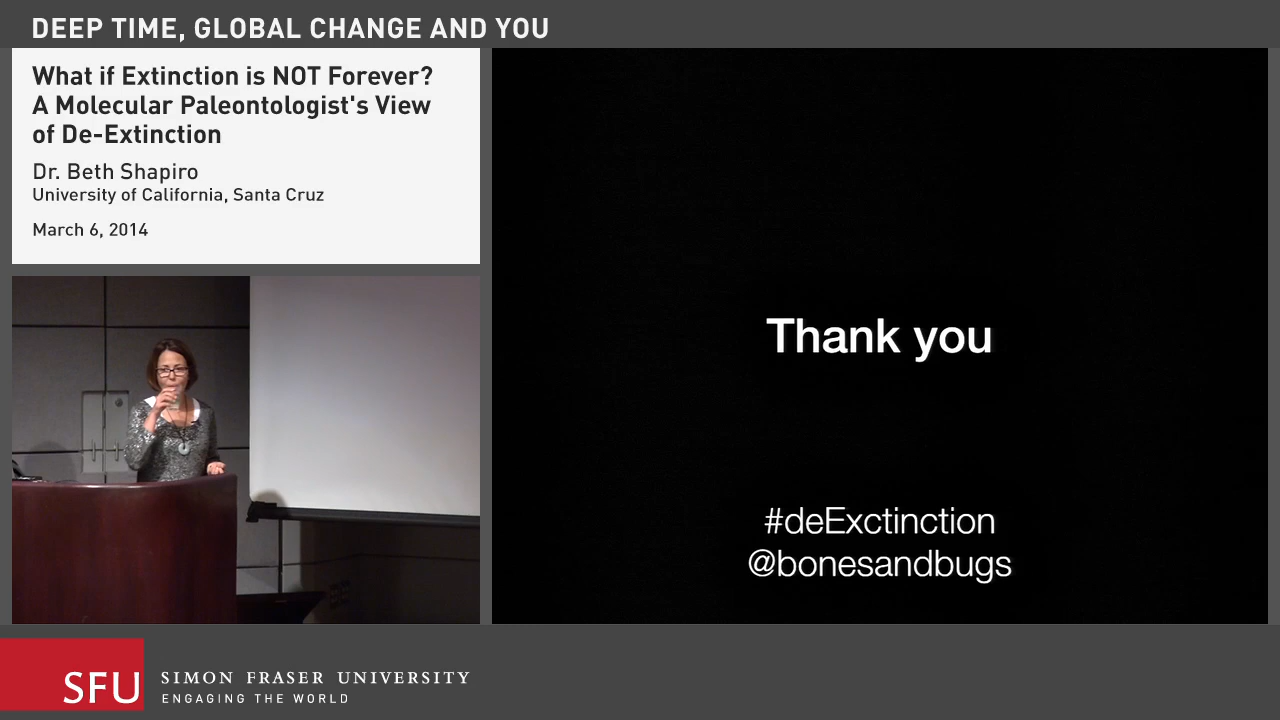 DEEP TIME, GLOBAL CHANGE AND YOU
What if Extinction is NOT Forever?
A Molecular Paleontologist's View
of De-Extinction
Dr. Beth Shapiro
University of California, Santa Cruz
March 6, 2014
Thank you
#deExctinction
@bonesandbugs
SFU
SIMON FRASER UNIVERSITY
ENGAGING THE WORLD